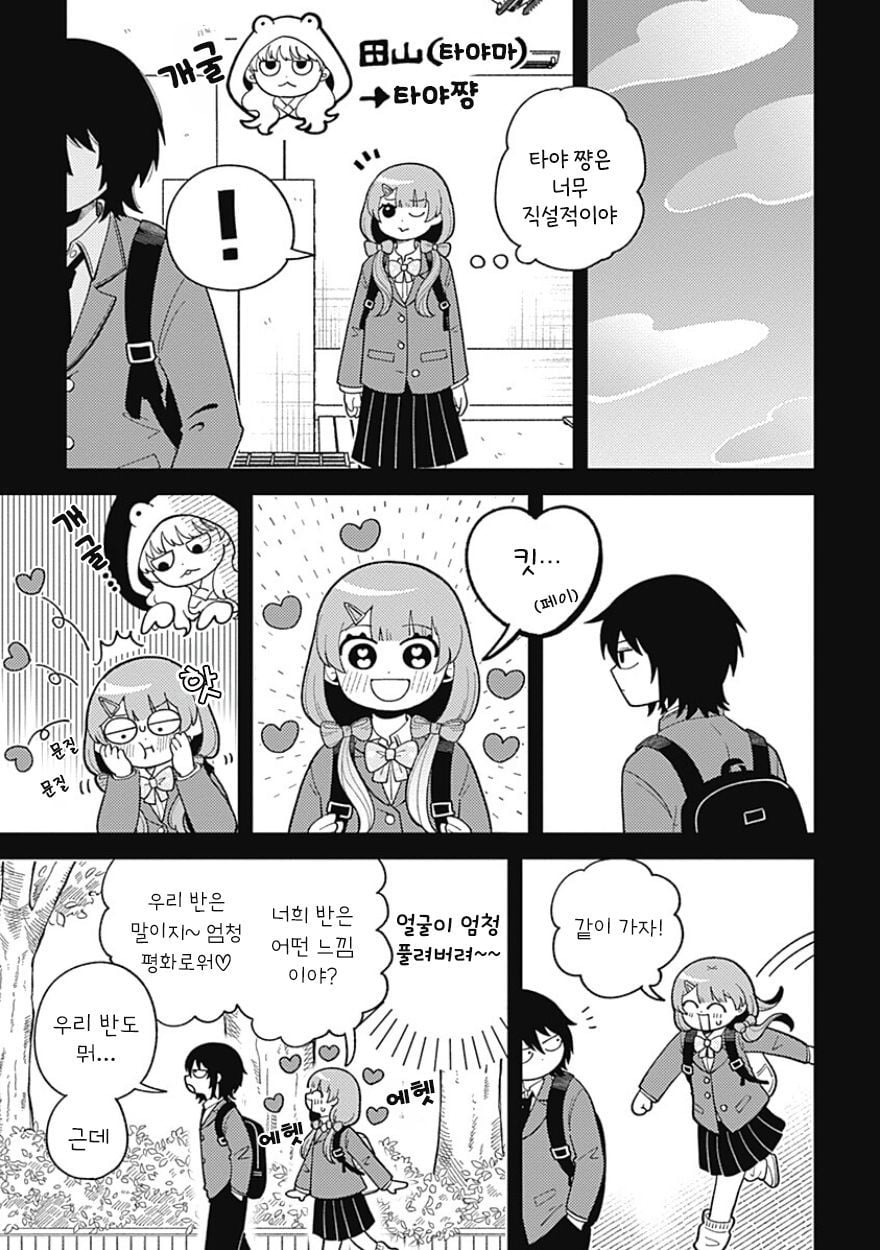 타야 쨩은
너무
직설적이야
田山(타야마)
→타야쨩
개굴
!
킷…
(페이)
개
굴…
앗
문질
문질
같이 가자!
얼굴이 엄청
풀려버려~~
너희 반은
어떤 느낌
이야?
우리 반은
말이지~ 엄청
평화로워♡
에헷
에헷
우리 반도
뭐…
근데